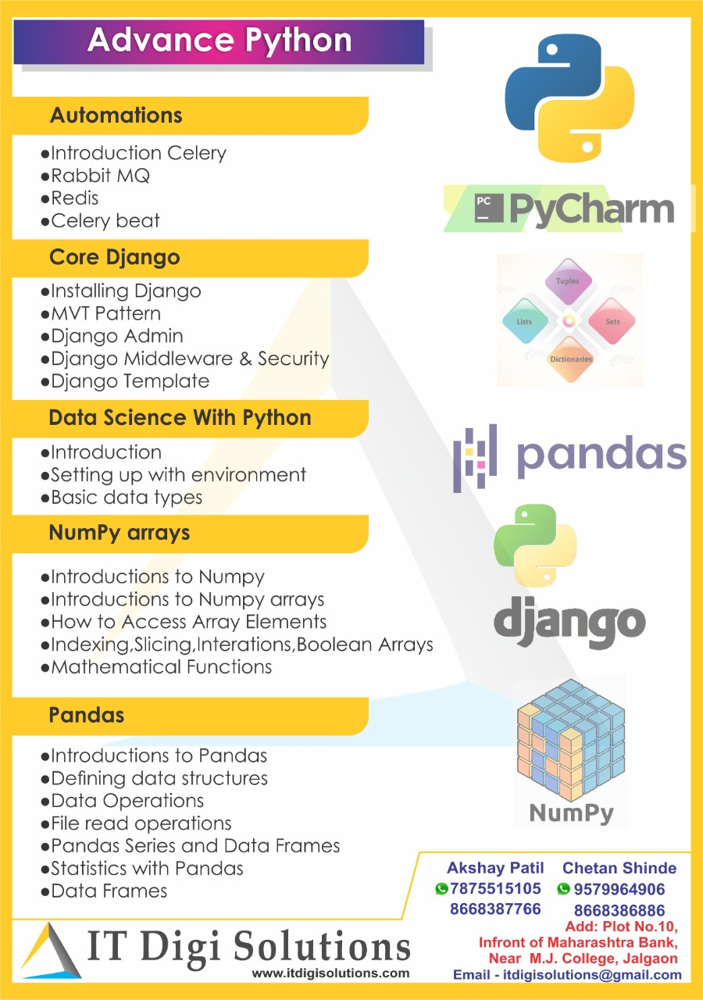 Advance Python
Automations
●Introduction Celery
●Rabbit MQ
●Redis
●Celery beat
Core Django
●Installing Django
●MVT Pattern
●Django Admin
●Django Middleware & Security
●Django Template
Data Science With Python
●Introduction
●Setting up with environment
●Basic data types
NumPy arrays
●Introductions to Numpy
●Introductions to Numpy arrays
●How to Access Array Elements
●Indexing,Slicing,Interations,Boolean Arrays
●Mathematical Functions
Pandas
●Introductions to Pandas
●Defining data structures
●Data Operations
●File read operations
●Pandas Series and Data Frames
●Statistics with Pandas
●Data Frames
PC PyCharm
Tuples
Lists
Sets
Dictionaries
pandas
django
NumPy
Akshay Patil
7875515105
8668387766
Chetan Shinde
9579964906
8668386886
Add: Plot No.10,
Infront of Maharashtra Bank,
Near M.J. College, Jalgaon
Email - itdigisolutions@gmail.com
IT Digi Solutions
www.itdigisolutions.com